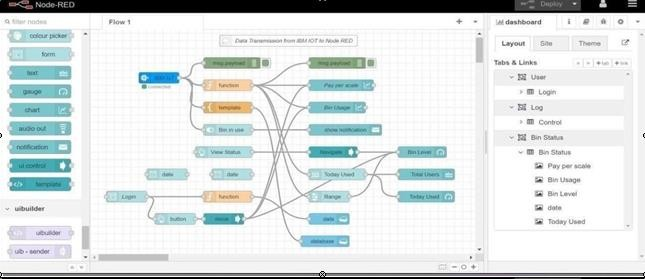 Node-RED
Deploy
filter nodes
Flow 1
dashboard
colour picker
form
text
gauge
chart
audio out
notification
ui control
template
uibuilder
uibuilder
uib - sender
Data Transmission from IBM IOT to Node RED
IBM IOT
connected
msg.payload
function
template
Bin in use
View Status
date
date
Login
function
button
msg.payload
Pay per scale
Bin Usage
show notification
Navigate
Bin Level
Today Used
Total Users
Range
Today Used
data
database
Layout
Site
Theme
Tabs & Links
+ tab
+ link
User
Login
Log
Control
Bin Status
Bin Status
Pay per scale
Bin Usage
Bin Level
date
Today Used